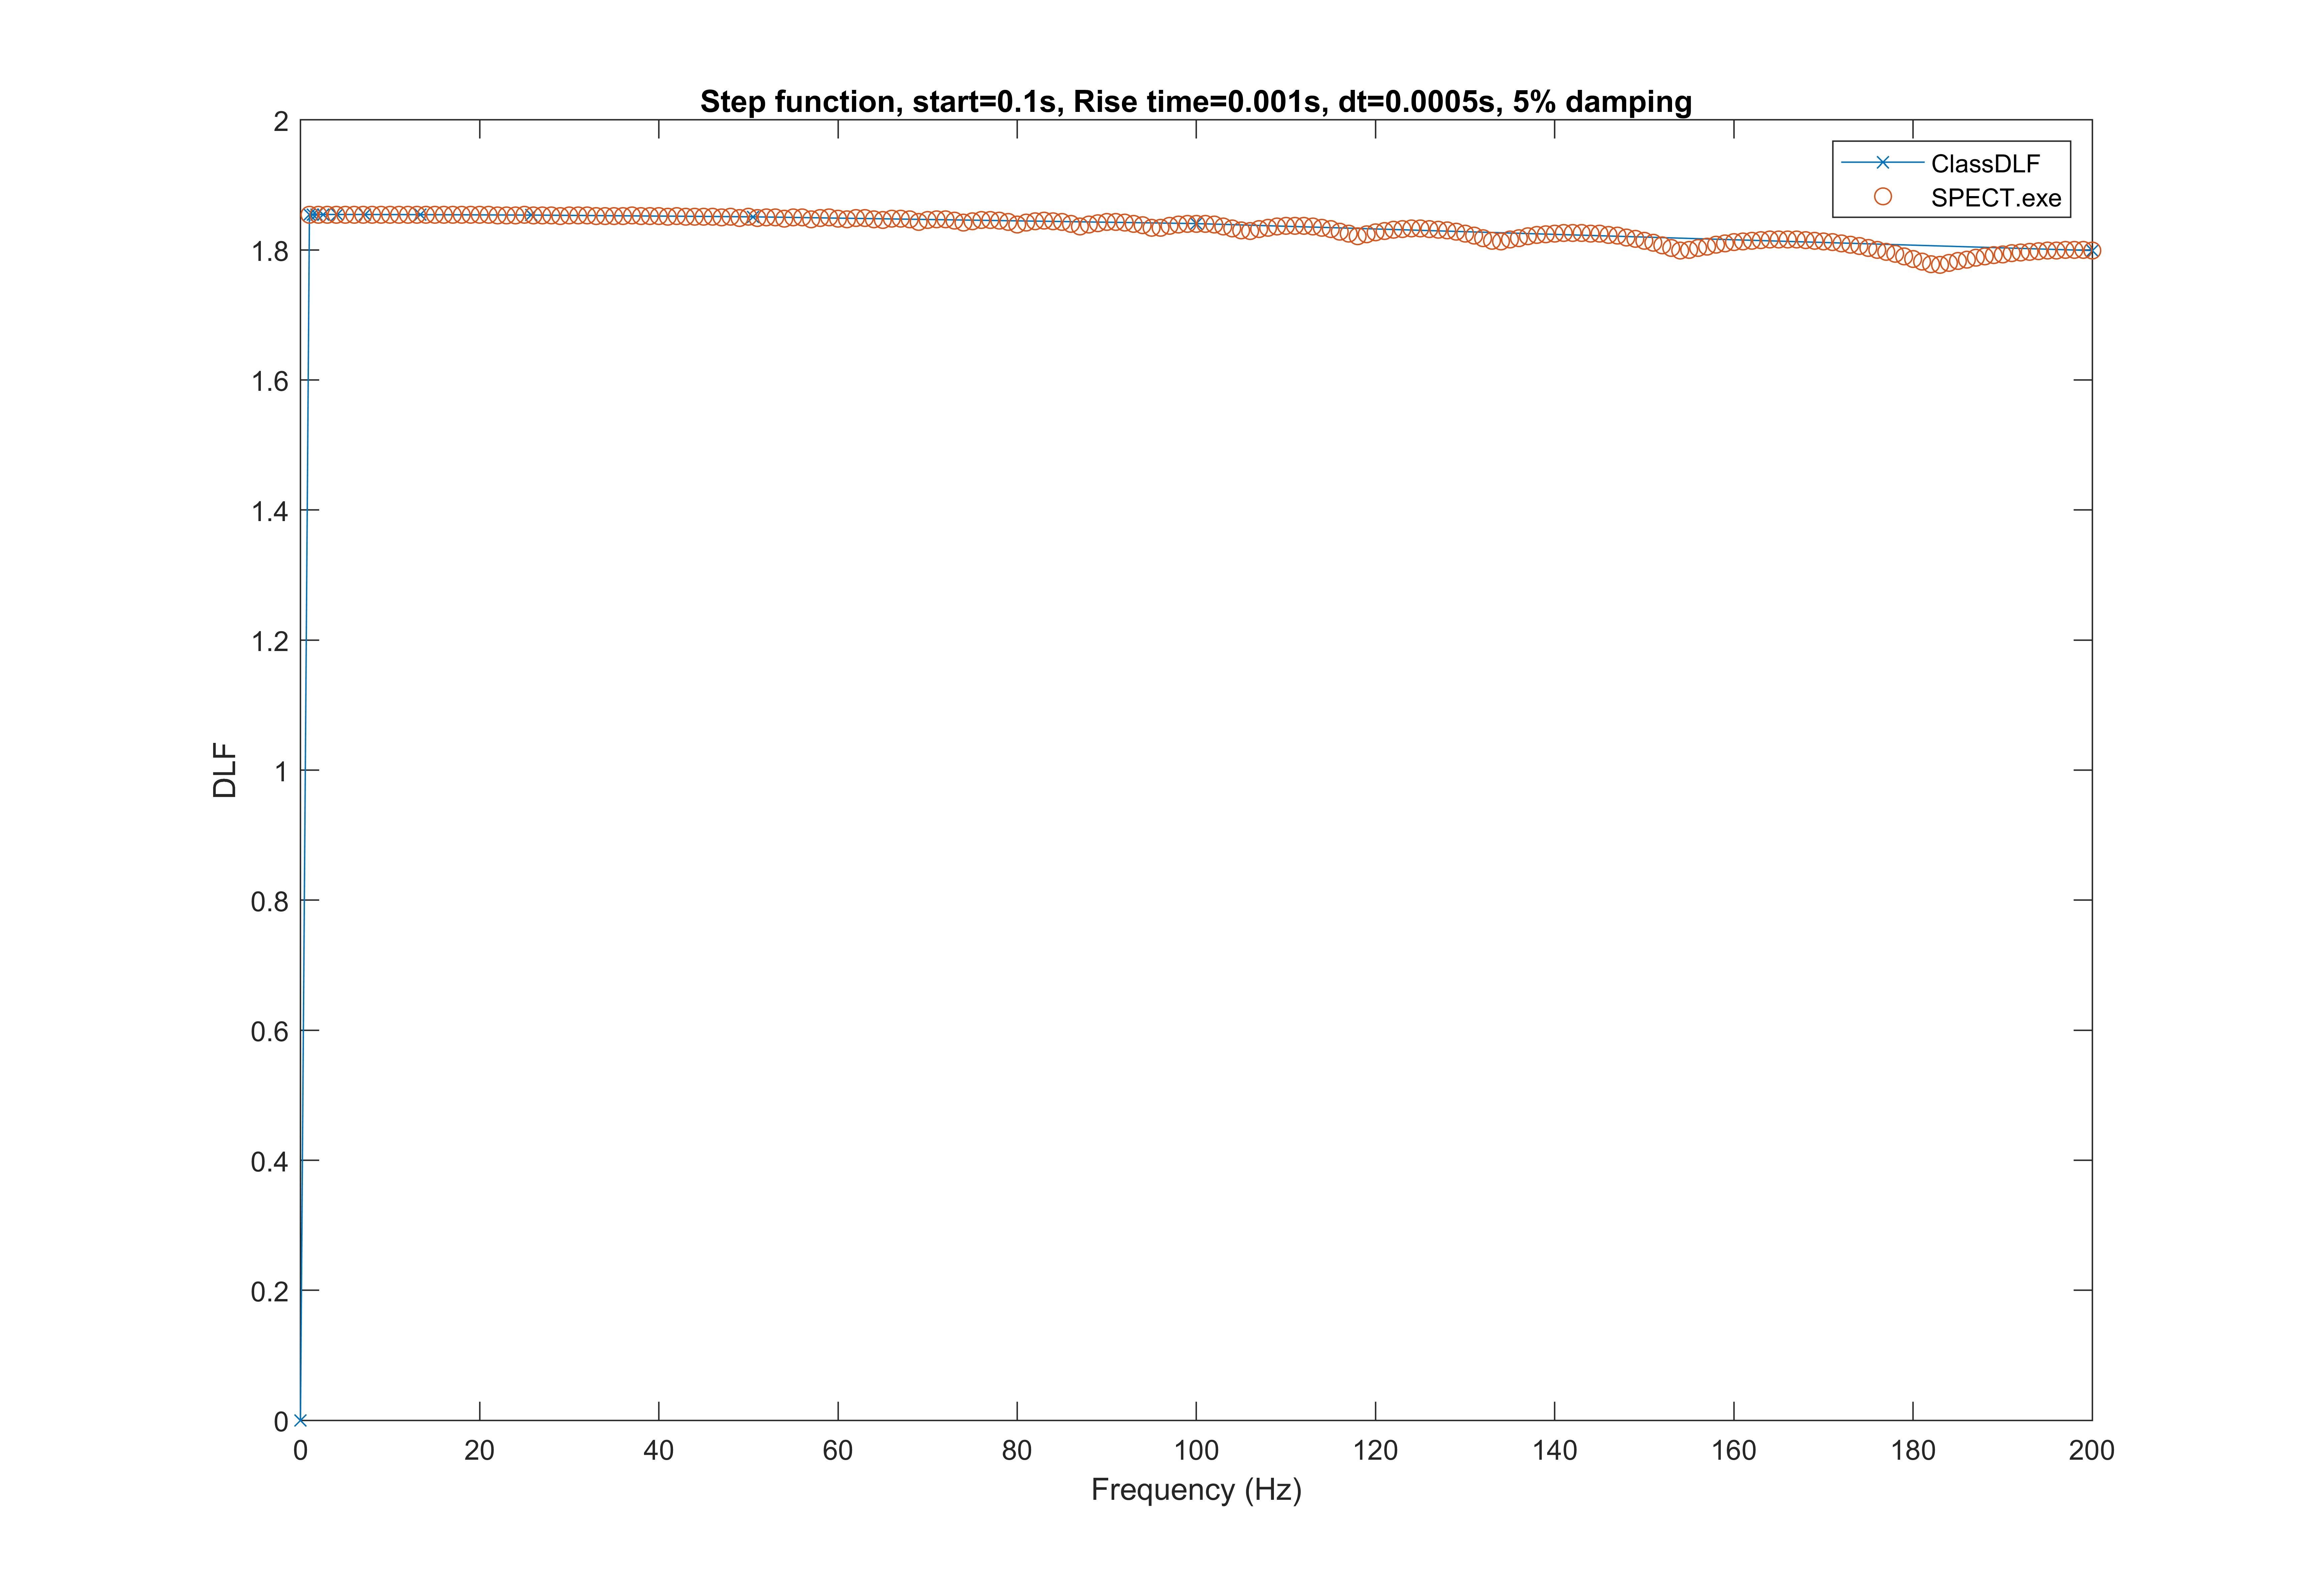 Step function, start=0.1s, Rise time=0.001s, dt=0.0005s, 5% damping
ClassDLF
SPECT.exe
2
1.8
1.6
1.4
1.2
1
0.8
0.6
0.4
0.2
0
DLF
0 20 40 60 80 100 120 140 160 180 200
Frequency (Hz)